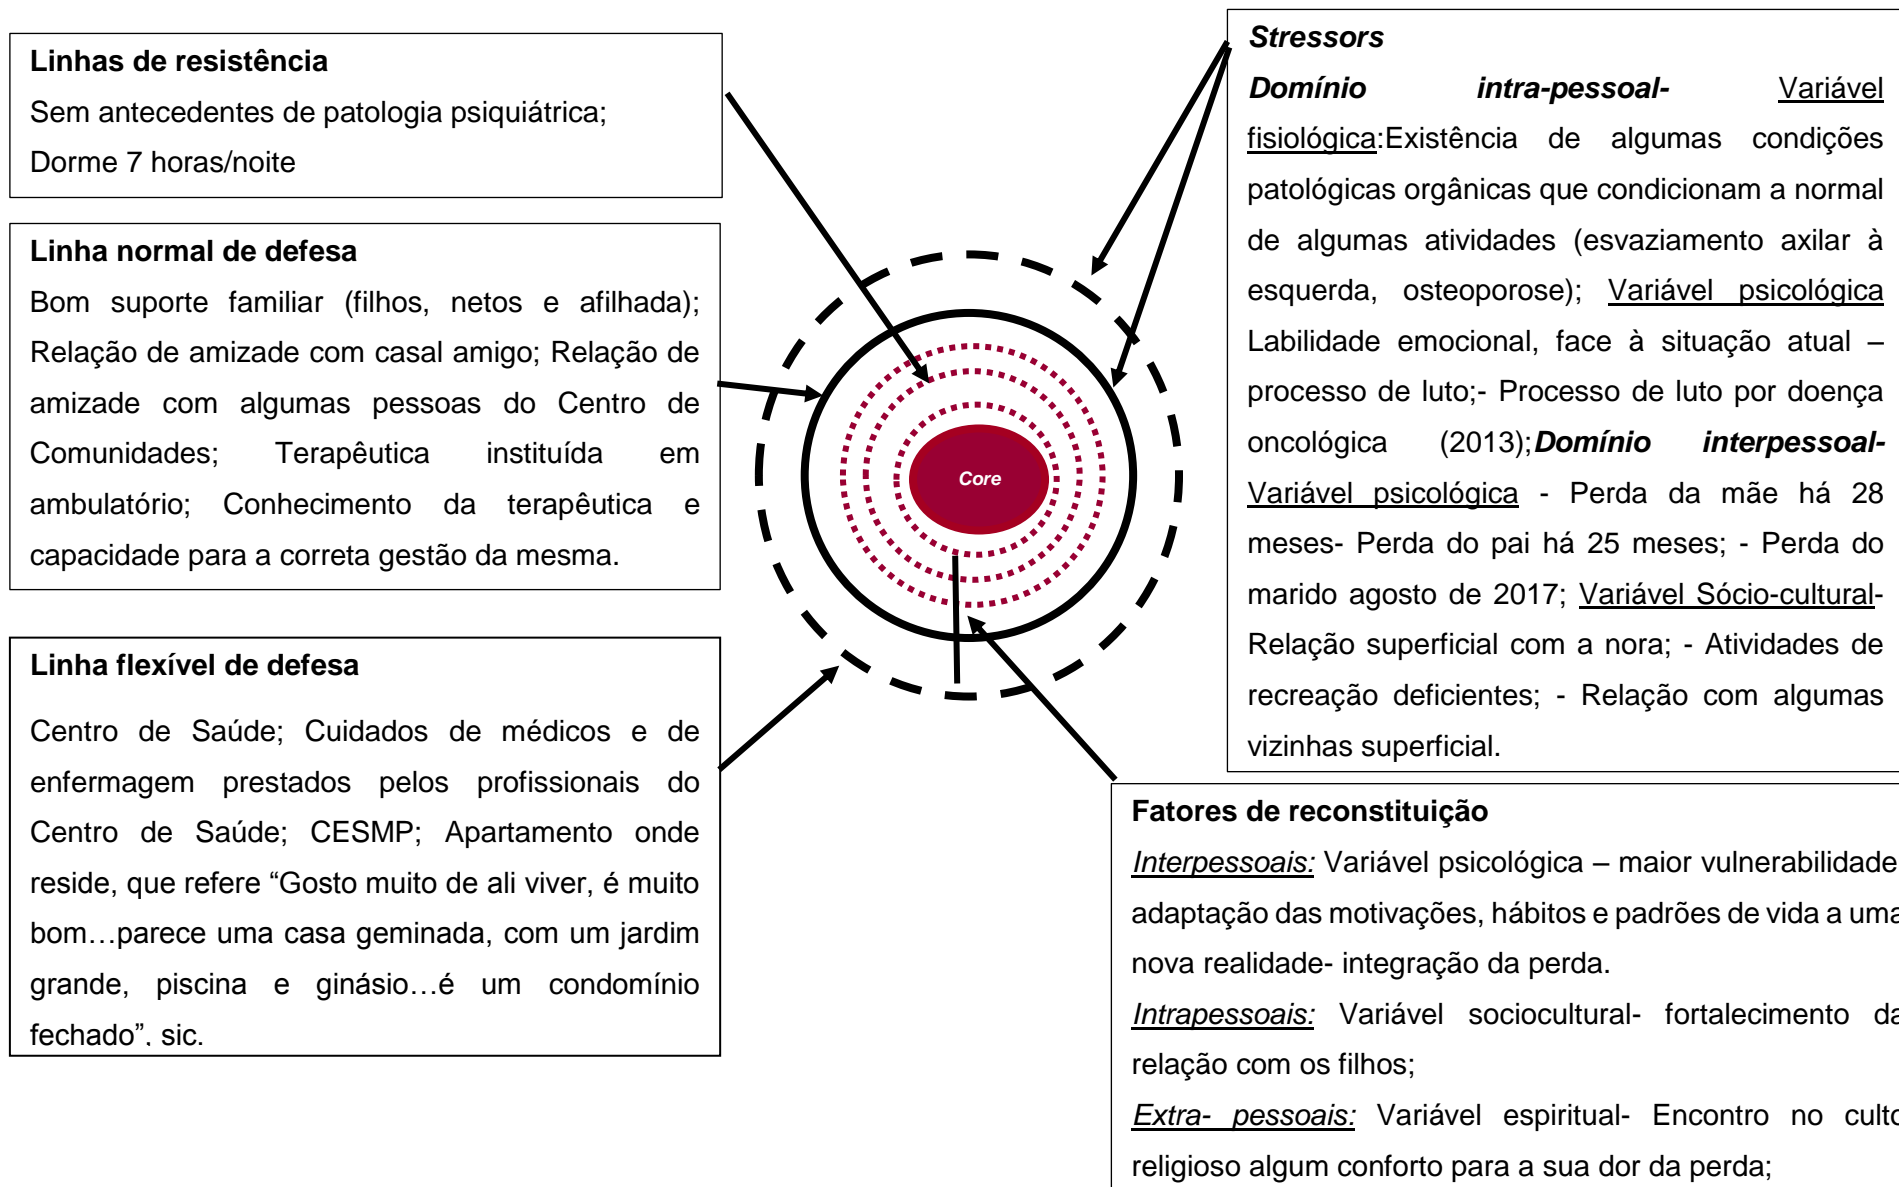 Linhas de resistência
Sem antecedentes de patologia psiquiátrica;
Dorme 7 horas/noite
Linha normal de defesa
Bom suporte familiar (filhos, netos e afilhada);
Relação de amizade com casal amigo; Relação de
amizade com algumas pessoas do Centro de
Comunidades; Terapêutica instituída em
ambulatório; Conhecimento da terapêutica e
capacidade para a correta gestão da mesma.
Linha flexível de defesa
Centro de Saúde; Cuidados de médicos e de
enfermagem prestados pelos profissionais do
Centro de Saúde; CESMP; Apartamento onde
reside, que refere “Gosto muito de ali viver, é muito
bom…parece uma casa geminada, com um jardim
grande, piscina e ginásio…é um condomínio
fechado”, sic.
Core
Stressors
Domínio intra-pessoal- Variável
fisiológica:Existência de algumas condições
patológicas orgânicas que condicionam a normal
de algumas atividades (esvaziamento axilar à
esquerda, osteoporose); Variável psicológica
Labilidade emocional, face à situação atual –
processo de luto;- Processo de luto por doença
oncológica (2013);Domínio interpessoal-
Variável psicológica - Perda da mãe há 28
meses- Perda do pai há 25 meses; - Perda do
marido agosto de 2017; Variável Sócio-cultural-
Relação superficial com a nora; - Atividades de
recreação deficientes; - Relação com algumas
vizinhas superficial.
Fatores de reconstituição
Interpessoais: Variável psicológica – maior vulnerabilidade
adaptação das motivações, hábitos e padrões de vida a uma
nova realidade- integração da perda.
Intrapessoais: Variável sociocultural- fortalecimento da
relação com os filhos;
Extra- pessoais: Variável espiritual- Encontro no culto
religioso algum conforto para a sua dor da perda;